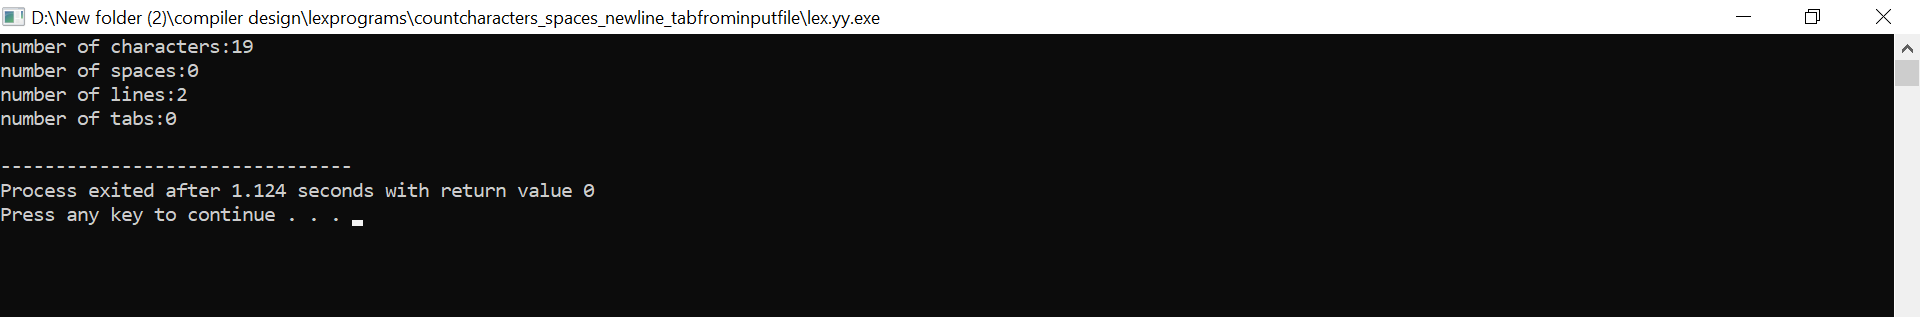 D:\New folder (2)\compiler design\lexprograms\countcharacters_spaces_newline_tabfrominputfile\lex.yy.exe
number of characters:19
number of spaces:0
number of lines:2
number of tabs:0
--------------------------------
Process exited after 1.124 seconds with return value 0
Press any key to continue . . .